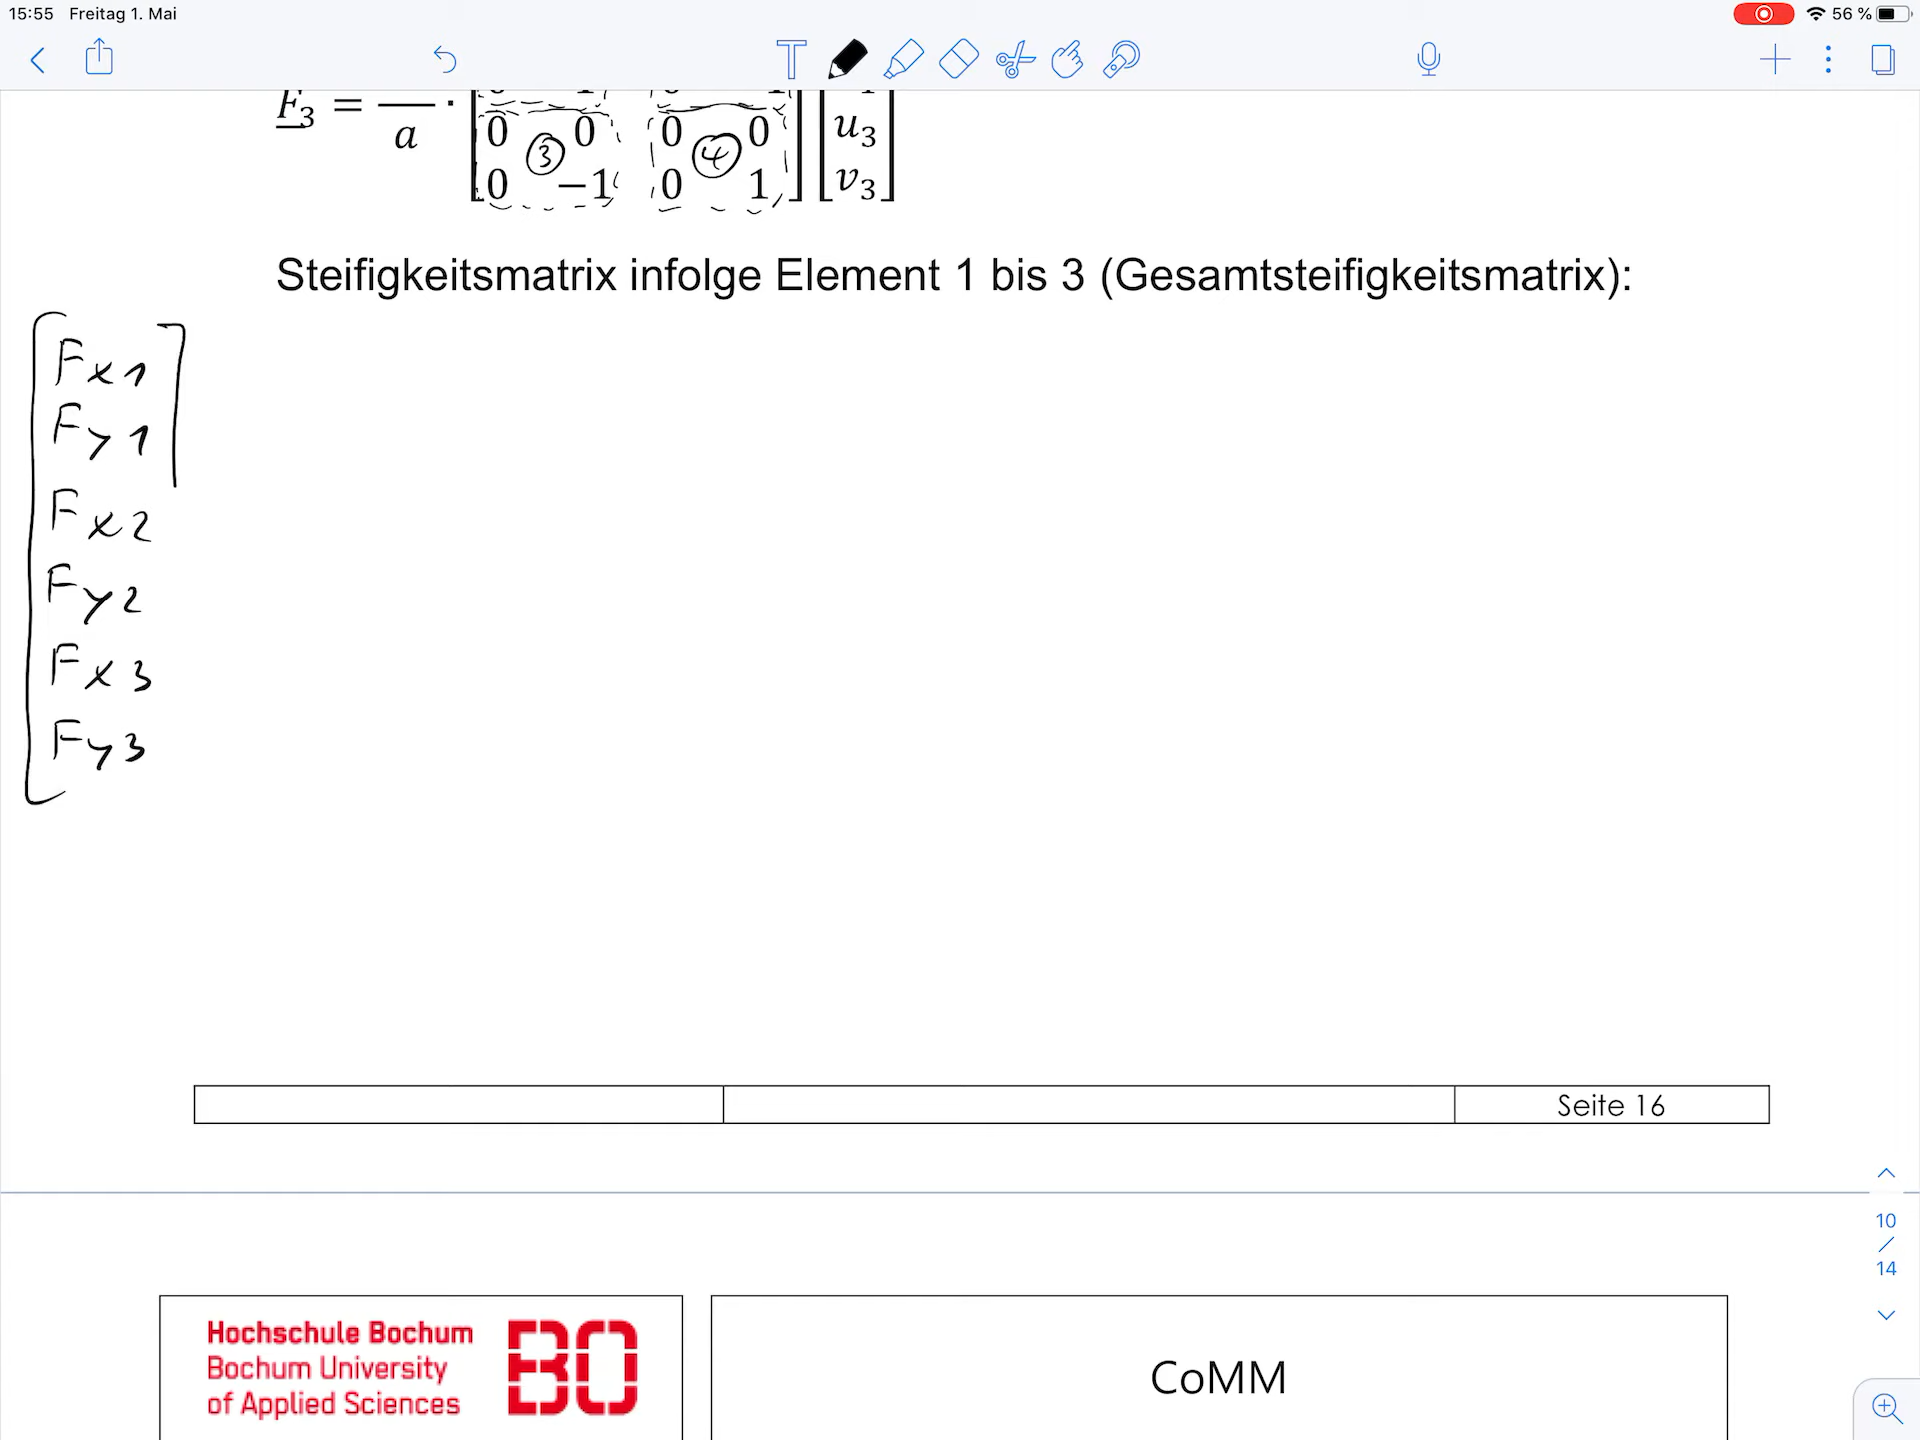 15:55 Freitag 1. Mai 56 %
F3 = a · [0 0 0 0] [u3]
③ ④
[0 −1 0 1] [v3]
Steifigkeitsmatrix infolge Element 1 bis 3 (Gesamtsteifigkeitsmatrix):
Fx1
Fy1
Fx2
Fy2
Fx3
Fy3
Seite 16
10
/
14
Hochschule Bochum
Bochum University
of Applied Sciences
BO
CoMM